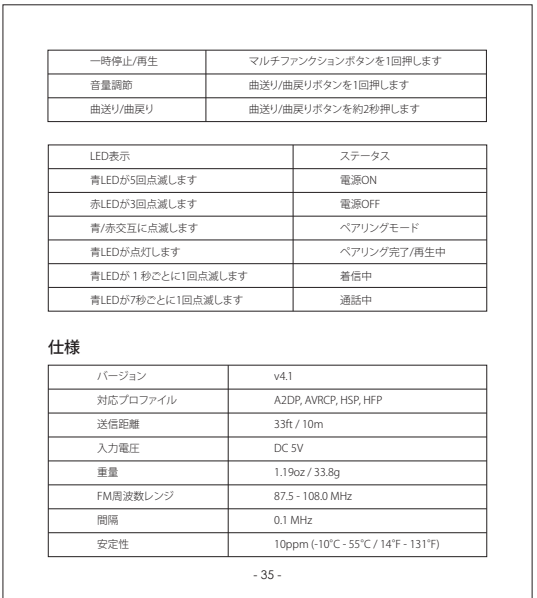 一時停止/再生 マルチファンクションボタンを1回押します
音量調節 曲送り/曲戻りボタンを1回押します
曲送り/曲戻り 曲送り/曲戻りボタンを約2秒押します
LED表示 ステータス
青LEDが5回点滅します 電源ON
赤LEDが3回点滅します 電源OFF
青/赤交互に点滅します ペアリングモード
青LEDが点灯します ペアリング完了/再生中
青LEDが 1 秒ごとに1回点滅します 着信中
青LEDが7秒ごとに1回点滅します 通話中
仕様
バージョン v4.1
対応プロファイル A2DP, AVRCP, HSP, HFP
送信距離 33ft / 10m
入力電圧 DC 5V
重量 1.19oz / 33.8g
FM周波数レンジ 87.5 - 108.0 MHz
間隔 0.1 MHz
安定性 10ppm (-10°C - 55°C / 14°F - 131°F)
- 35 -